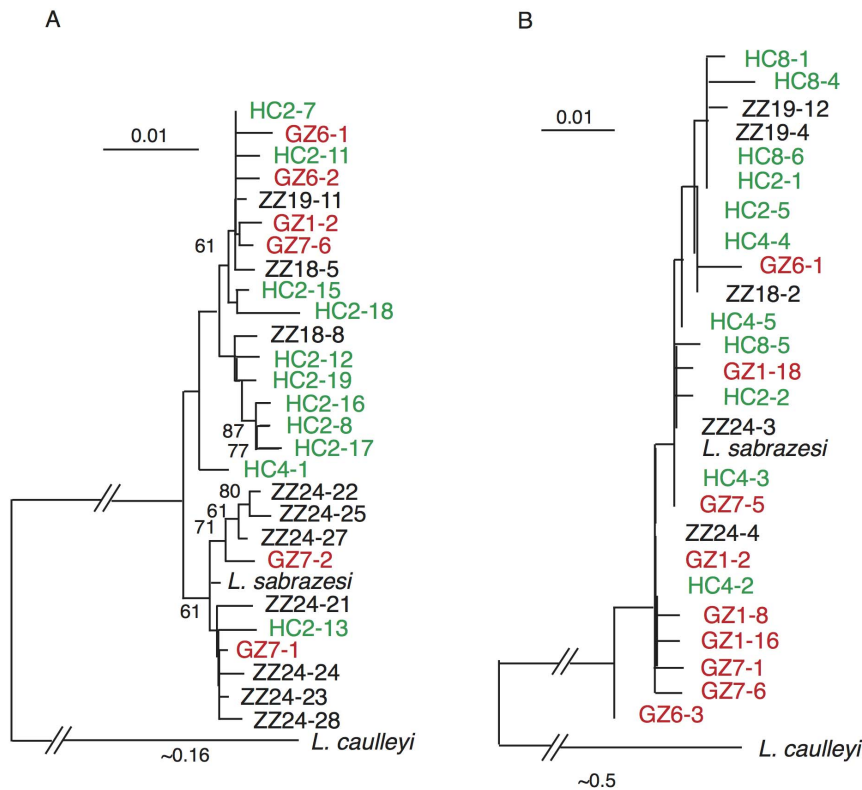 A
0.01
HC2-7
GZ6-1
HC2-11
GZ6-2
ZZ19-11
GZ1-2
61
GZ7-6
ZZ18-5
HC2-15
HC2-18
ZZ18-8
HC2-12
HC2-19
HC2-16
87
HC2-8
77
HC2-17
HC4-1
80
ZZ24-22
61
ZZ24-25
71
ZZ24-27
GZ7-2
L. sabrazesi
61
ZZ24-21
HC2-13
GZ7-1
ZZ24-24
ZZ24-23
ZZ24-28
L. caulleyi
~0.16
B
0.01
HC8-1
HC8-4
ZZ19-12
ZZ19-4
HC8-6
HC2-1
HC2-5
HC4-4
GZ6-1
ZZ18-2
HC4-5
HC8-5
GZ1-18
HC2-2
ZZ24-3
L. sabrazesi
HC4-3
GZ7-5
ZZ24-4
GZ1-2
HC4-2
GZ1-8
GZ1-16
GZ7-1
GZ7-6
GZ6-3
L. caulleyi
~0.5